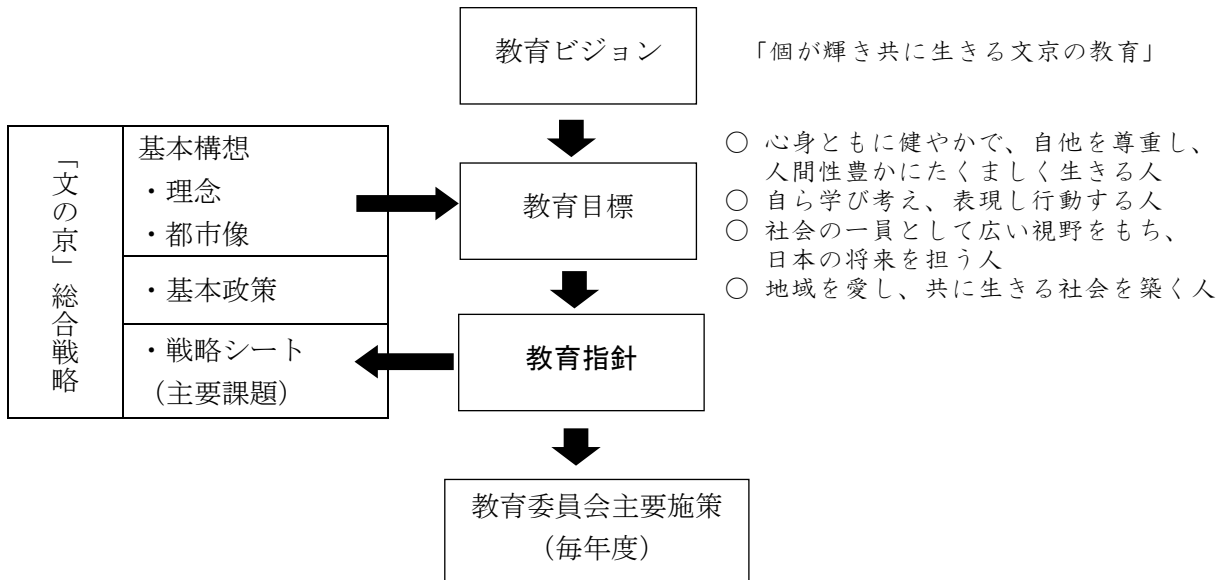 教育ビジョン
「個が輝き共に生きる文京の教育」
「文の京」総合戦略
基本構想
・理念
・都市像
・基本政策
・戦略シート
（主要課題）
教育目標
○ 心身ともに健やかで、自他を尊重し、
人間性豊かにたくましく生きる人
○ 自ら学び考え、表現し行動する人
○ 社会の一員として広い視野をもち、
日本の将来を担う人
○ 地域を愛し、共に生きる社会を築く人
教育指針
教育委員会主要施策
（毎年度）